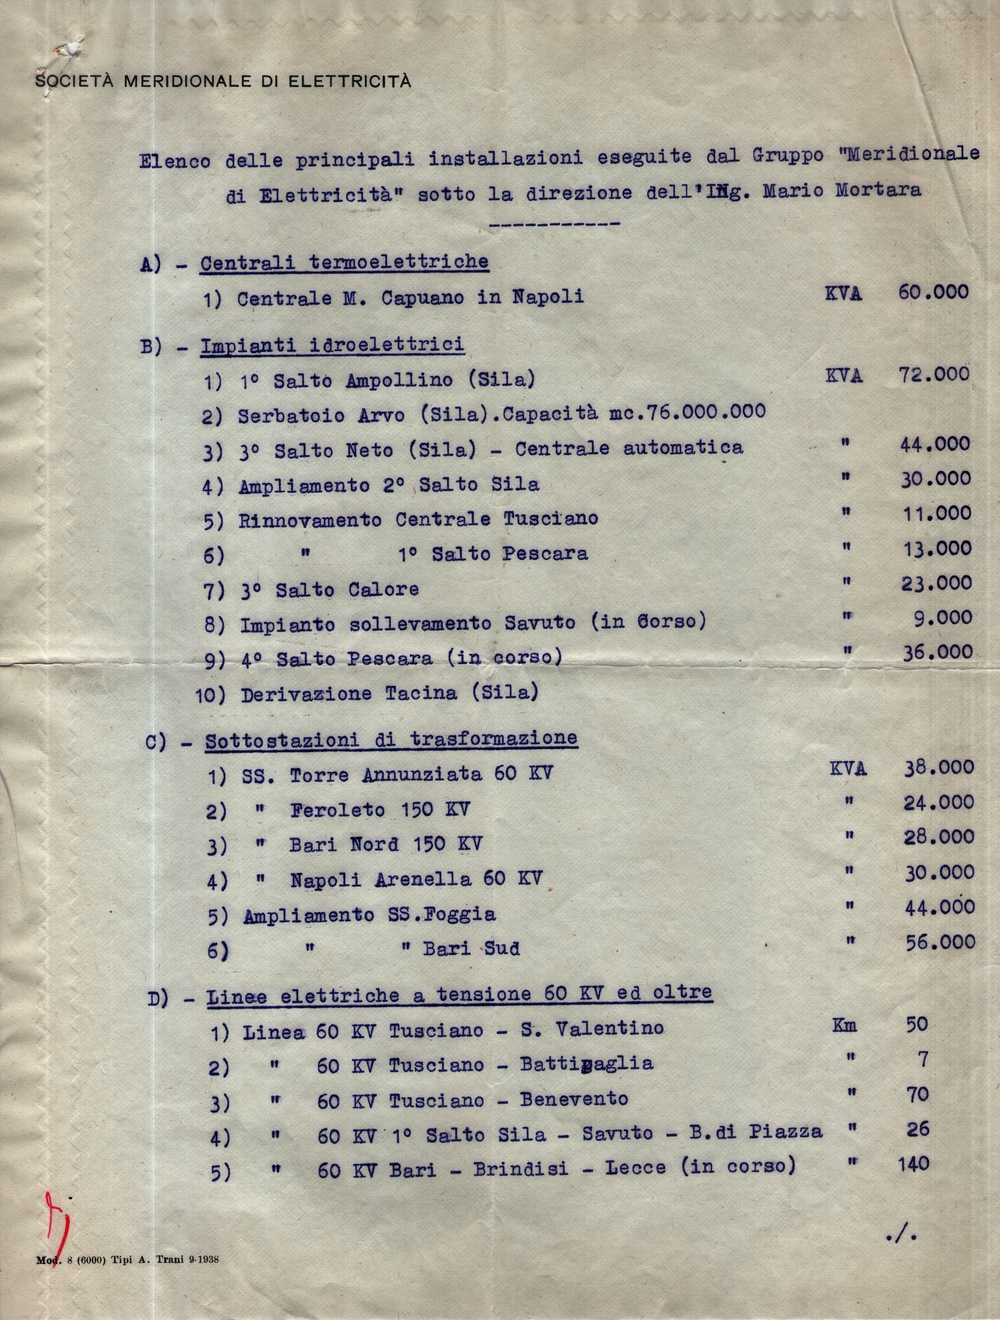 SOCIETÀ MERIDIONALE DI ELETTRICITÀ
Elenco delle principali installazioni eseguite dal Gruppo "Meridionale
di Elettricità" sotto la direzione dell'Ing. Mario Mortara
-----------
A) - Centrali termoelettriche
1) Centrale M. Capuano in Napoli KVA 60.000
B) - Impianti idroelettrici
1) 1° Salto Ampollino (Sila) KVA 72.000
2) Serbatoio Arvo (Sila).Capacità mc.76.000.000
3) 3° Salto Neto (Sila) - Centrale automatica " 44.000
4) Ampliamento 2° Salto Sila " 30.000
5) Rinnovamento Centrale Tusciano " 11.000
6) " 1° Salto Pescara " 13.000
7) 3° Salto Calore " 23.000
8) Impianto sollevamento Savuto (in corso) " 9.000
9) 4° Salto Pescara (in corso) " 36.000
10) Derivazione Tacina (Sila)
C) - Sottostazioni di trasformazione
1) SS. Torre Annunziata 60 KV KVA 38.000
2) " Feroleto 150 KV " 24.000
3) " Bari Nord 150 KV " 28.000
4) " Napoli Arenella 60 KV " 30.000
5) Ampliamento SS.Foggia " 44.000
6) " " Bari Sud " 56.000
D) - Linee elettriche a tensione 60 KV ed oltre
1) Linea 60 KV Tusciano - S. Valentino Km 50
2) " 60 KV Tusciano - Battipaglia " 7
3) " 60 KV Tusciano - Benevento " 70
4) " 60 KV 1° Salto Sila - Savuto - B.di Piazza " 26
5) " 60 KV Bari - Brindisi - Lecce (in corso) " 140
./.
Mod. 8 (6000) Tipi A. Trani 9-1938